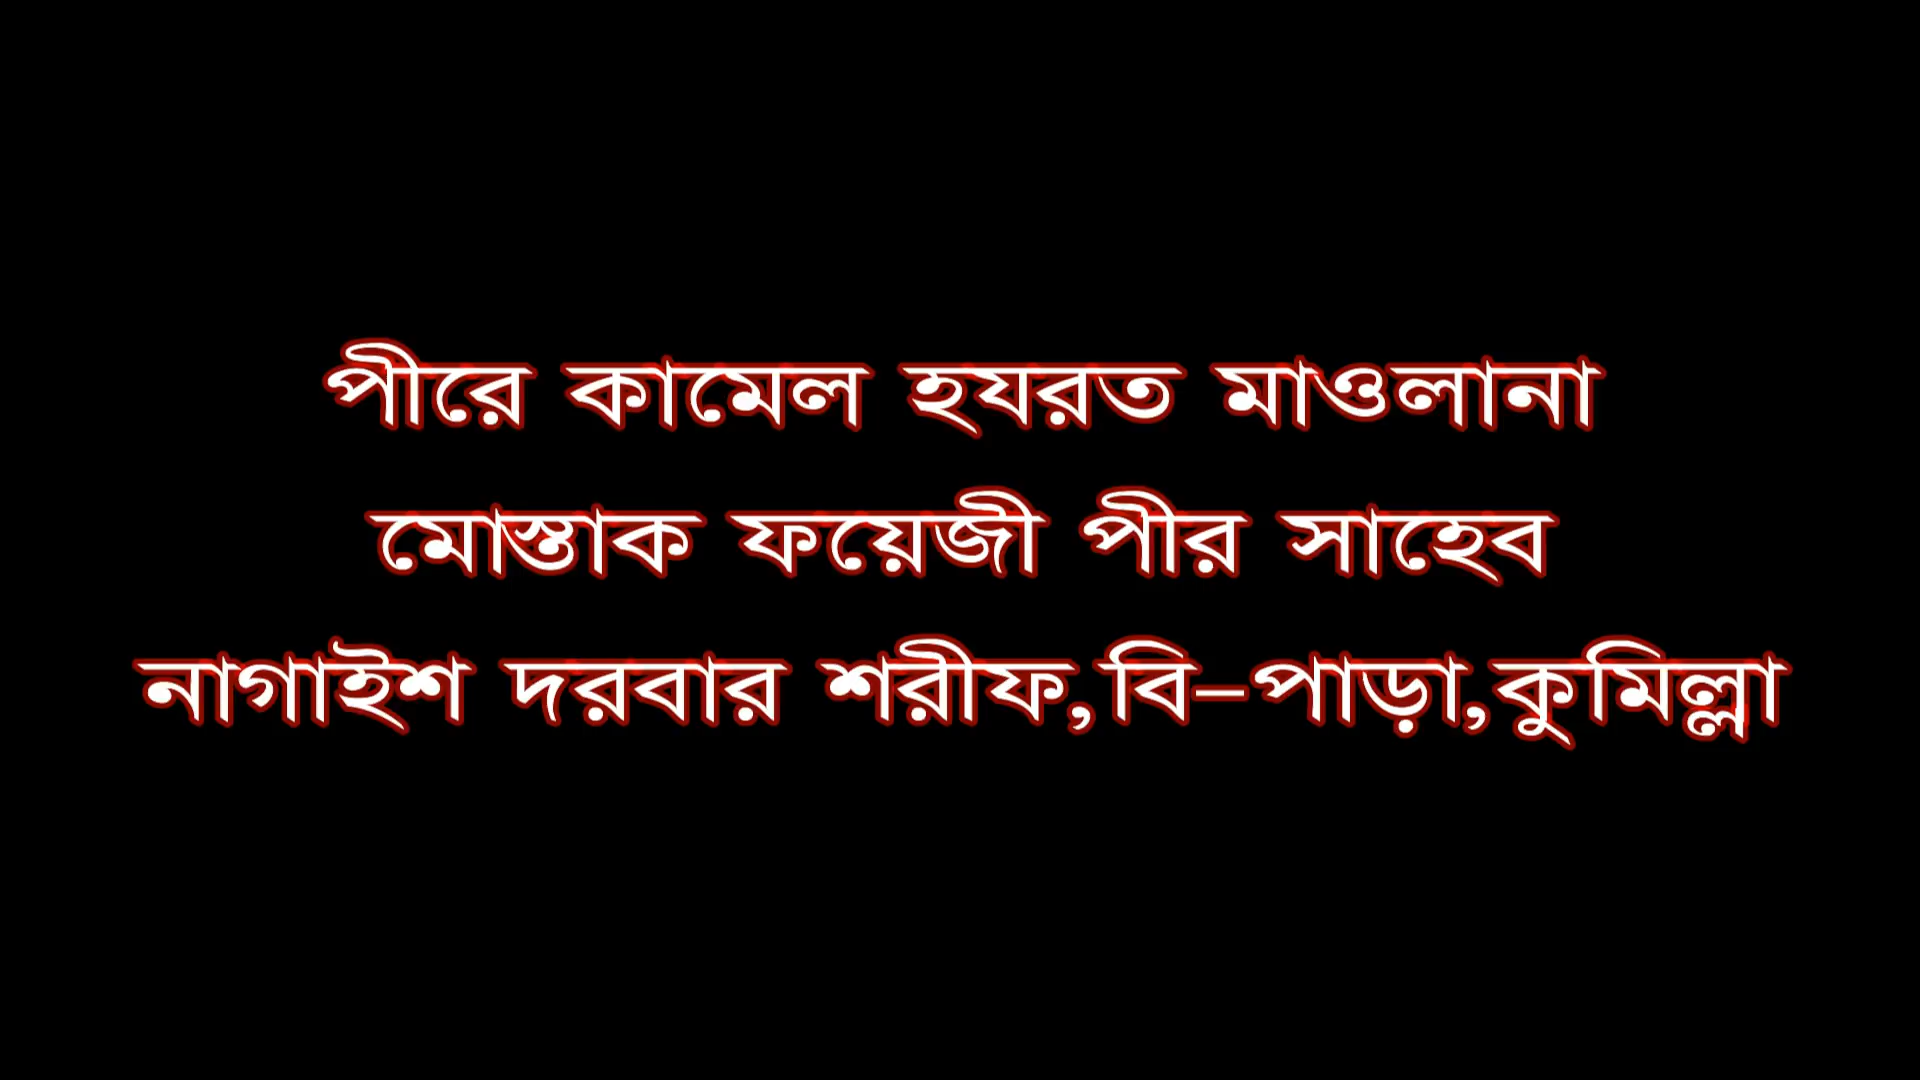 পীরে কামেল হযরত মাওলানা
মোস্তাক ফয়েজী পীর সাহেব
নাগাইশ দরবার শরীফ,বি-পাড়া,কুমিল্লা